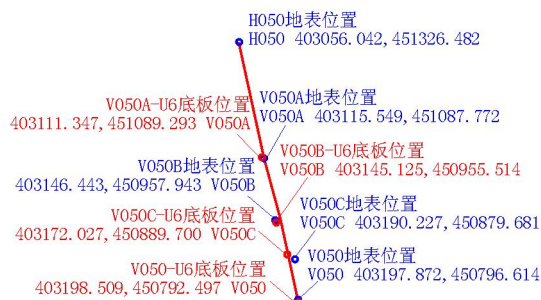 H050地表位置
H050 403056.042,451326.482
V050A-U6底板位置
403111.347,451089.293 V050A
V050A地表位置
V050A 403115.549,451087.772
V050B地表位置
403146.443,450957.943 V050B
V050B-U6底板位置
V050B 403145.125,450955.514
V050C-U6底板位置
403172.027,450889.700 V050C
V050C地表位置
V050C 403190.227,450879.681
V050-U6底板位置
403198.509,450792.497 V050
V050地表位置
V050 403197.872,450796.614